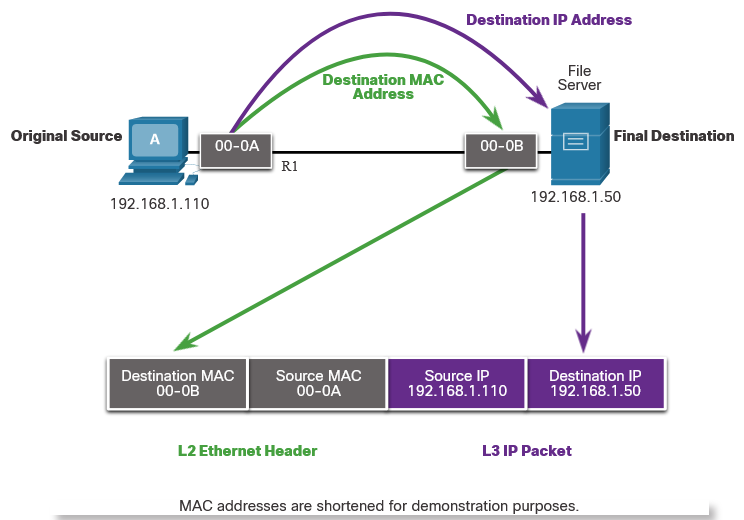 Destination IP Address
Destination MAC
Address
File
Server
Original Source
A
00-0A
00-0B
Final Destination
R1
192.168.1.110
192.168.1.50
Destination MAC
00-0B
Source MAC
00-0A
Source IP
192.168.1.110
Destination IP
192.168.1.50
L2 Ethernet Header
L3 IP Packet
MAC addresses are shortened for demonstration purposes.